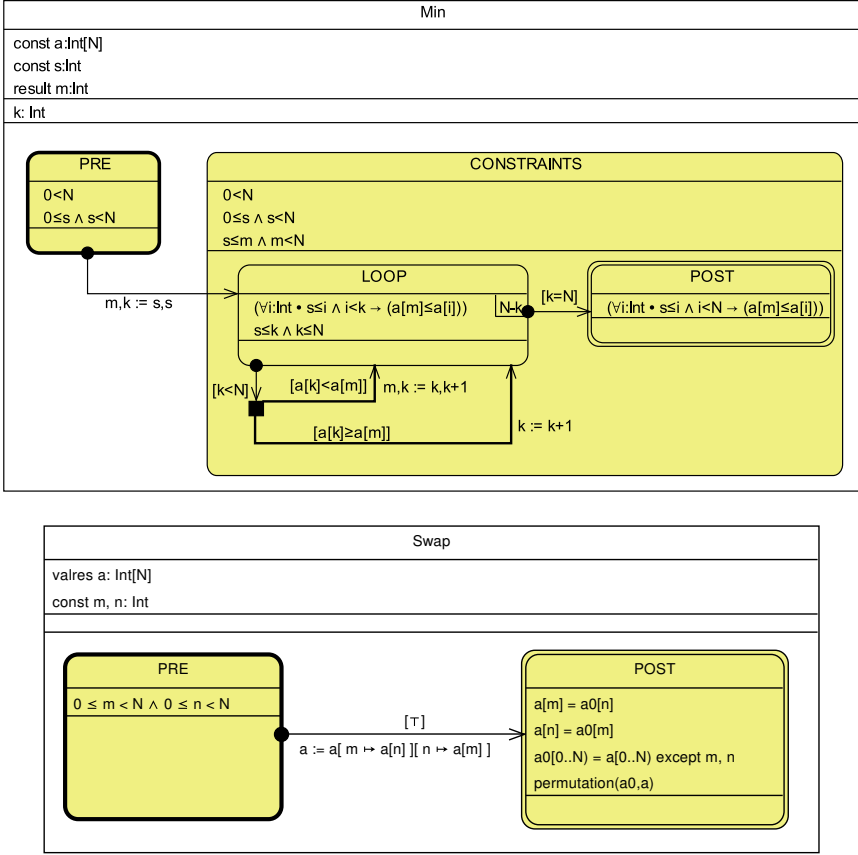 Min
const a:Int[N]
const s:Int
result m:Int
k: Int
PRE
0<N
0≤s ∧ s<N
CONSTRAINTS
0<N
0≤s ∧ s<N
s≤m ∧ m<N
m,k := s,s
LOOP
(∀i:Int • s≤i ∧ i<k → (a[m]≤a[i]))
s≤k ∧ k≤N
N-k
[k=N]
POST
(∀i:Int • s≤i ∧ i<N → (a[m]≤a[i]))
[k<N]
[a[k]<a[m]]
m,k := k,k+1
[a[k]≥a[m]]
k := k+1
Swap
valres a: Int[N]
const m, n: Int
PRE
0 ≤ m < N ∧ 0 ≤ n < N
[⊤]
a := a[ m ↦ a[n] ][ n ↦ a[m] ]
POST
a[m] = a0[n]
a[n] = a0[m]
a0[0..N) = a[0..N) except m, n
permutation(a0,a)